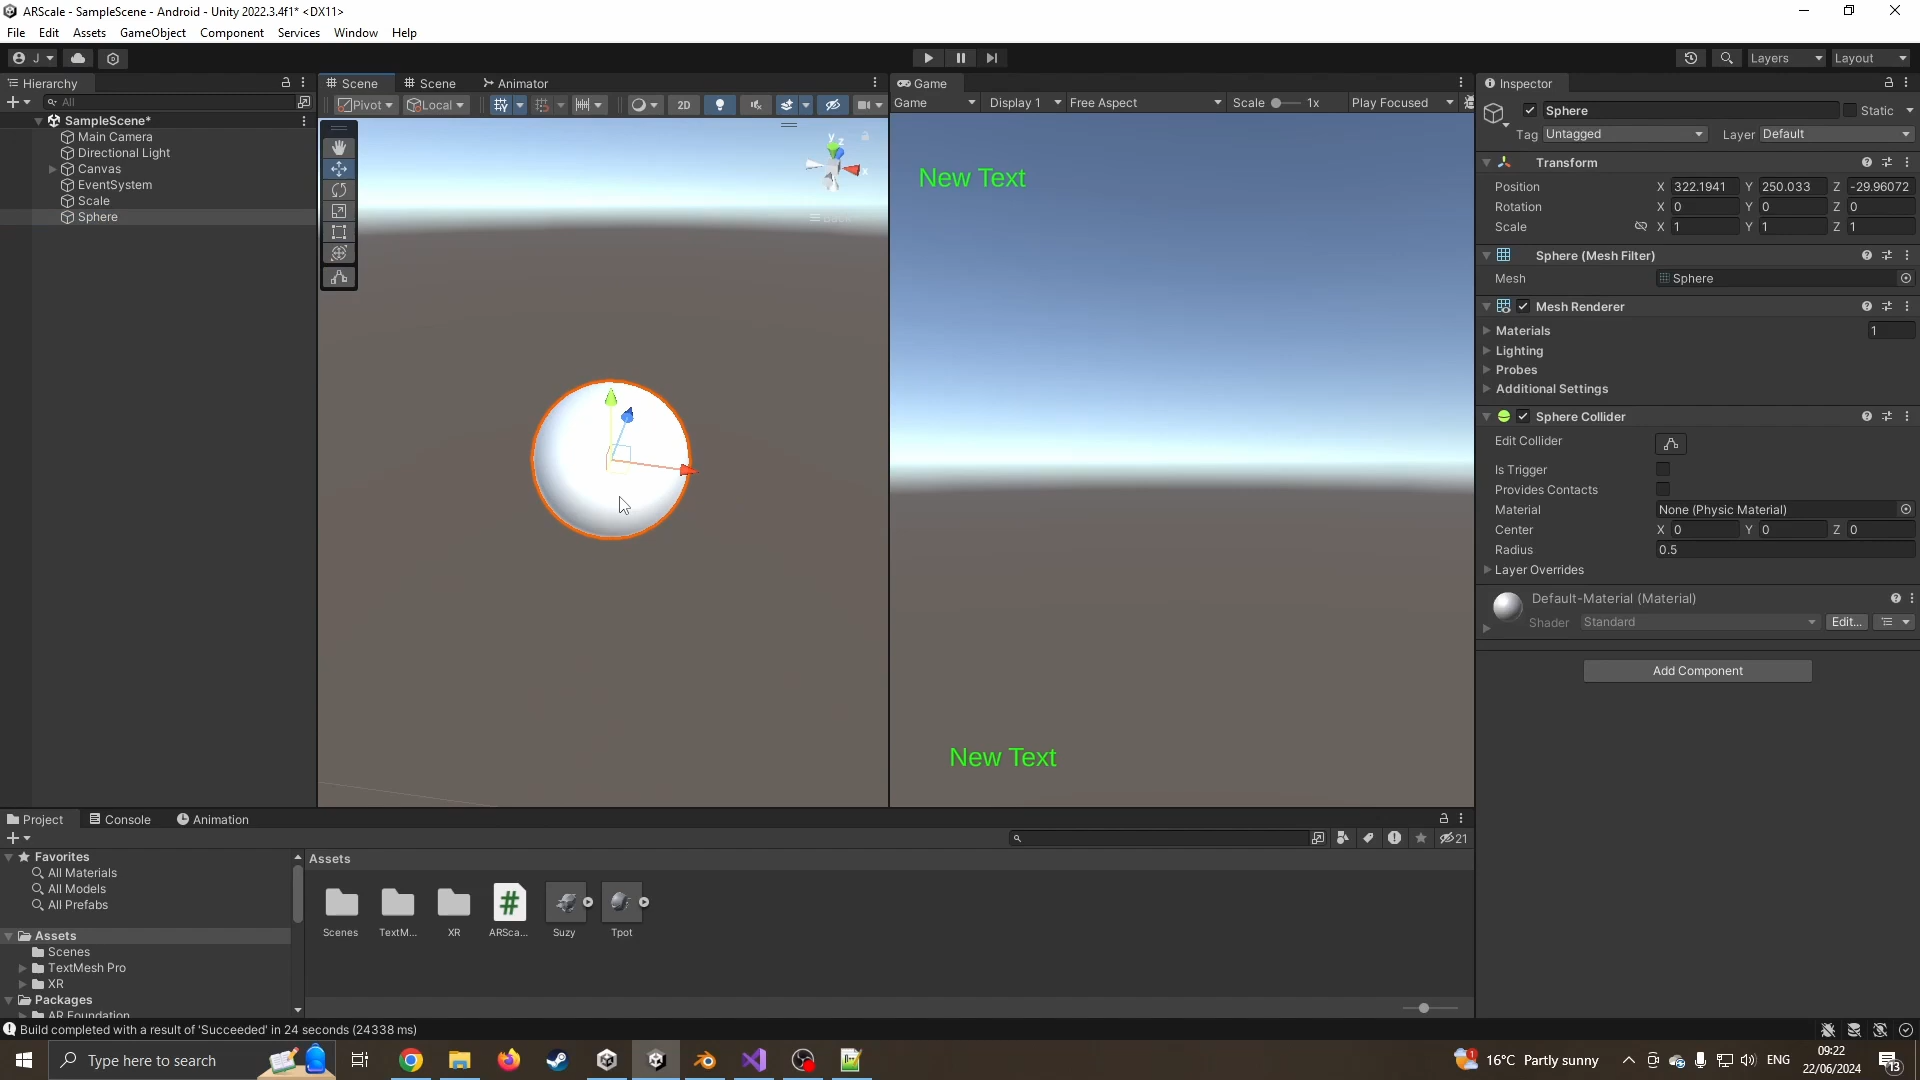 ARScale - SampleScene - Android - Unity 2022.3.4f1* <DX11>
File Edit Assets GameObject Component Services Window Help
J
Layers Layout
Hierarchy
Scene Scene Animator
Game
Inspector
All
Pivot Local 2D
Game Display 1 Free Aspect Scale 1x Play Focused
Sphere Static
Tag Untagged Layer Default
SampleScene*
Main Camera
Directional Light
Canvas
EventSystem
Scale
Sphere
y z x
Back
New Text
New Text
Transform
Position X 322.1941 Y 250.033 Z -29.96072
Rotation X 0 Y 0 Z 0
Scale X 1 Y 1 Z 1
Sphere (Mesh Filter)
Mesh Sphere
Mesh Renderer
Materials 1
Lighting
Probes
Additional Settings
Sphere Collider
Edit Collider
Is Trigger
Provides Contacts
Material None (Physic Material)
Center X 0 Y 0 Z 0
Radius 0.5
Layer Overrides
Default-Material (Material)
Shader Standard Edit...
Add Component
Project Console Animation
21
Favorites
All Materials
All Models
All Prefabs
Assets
Scenes
TextMesh Pro
XR
Packages
AR Foundation
Assets
Scenes TextM... XR ARSca... Suzy Tpot
Build completed with a result of 'Succeeded' in 24 seconds (24338 ms)
Type here to search
1 16°C Partly sunny ENG 09:22
22/06/2024 13